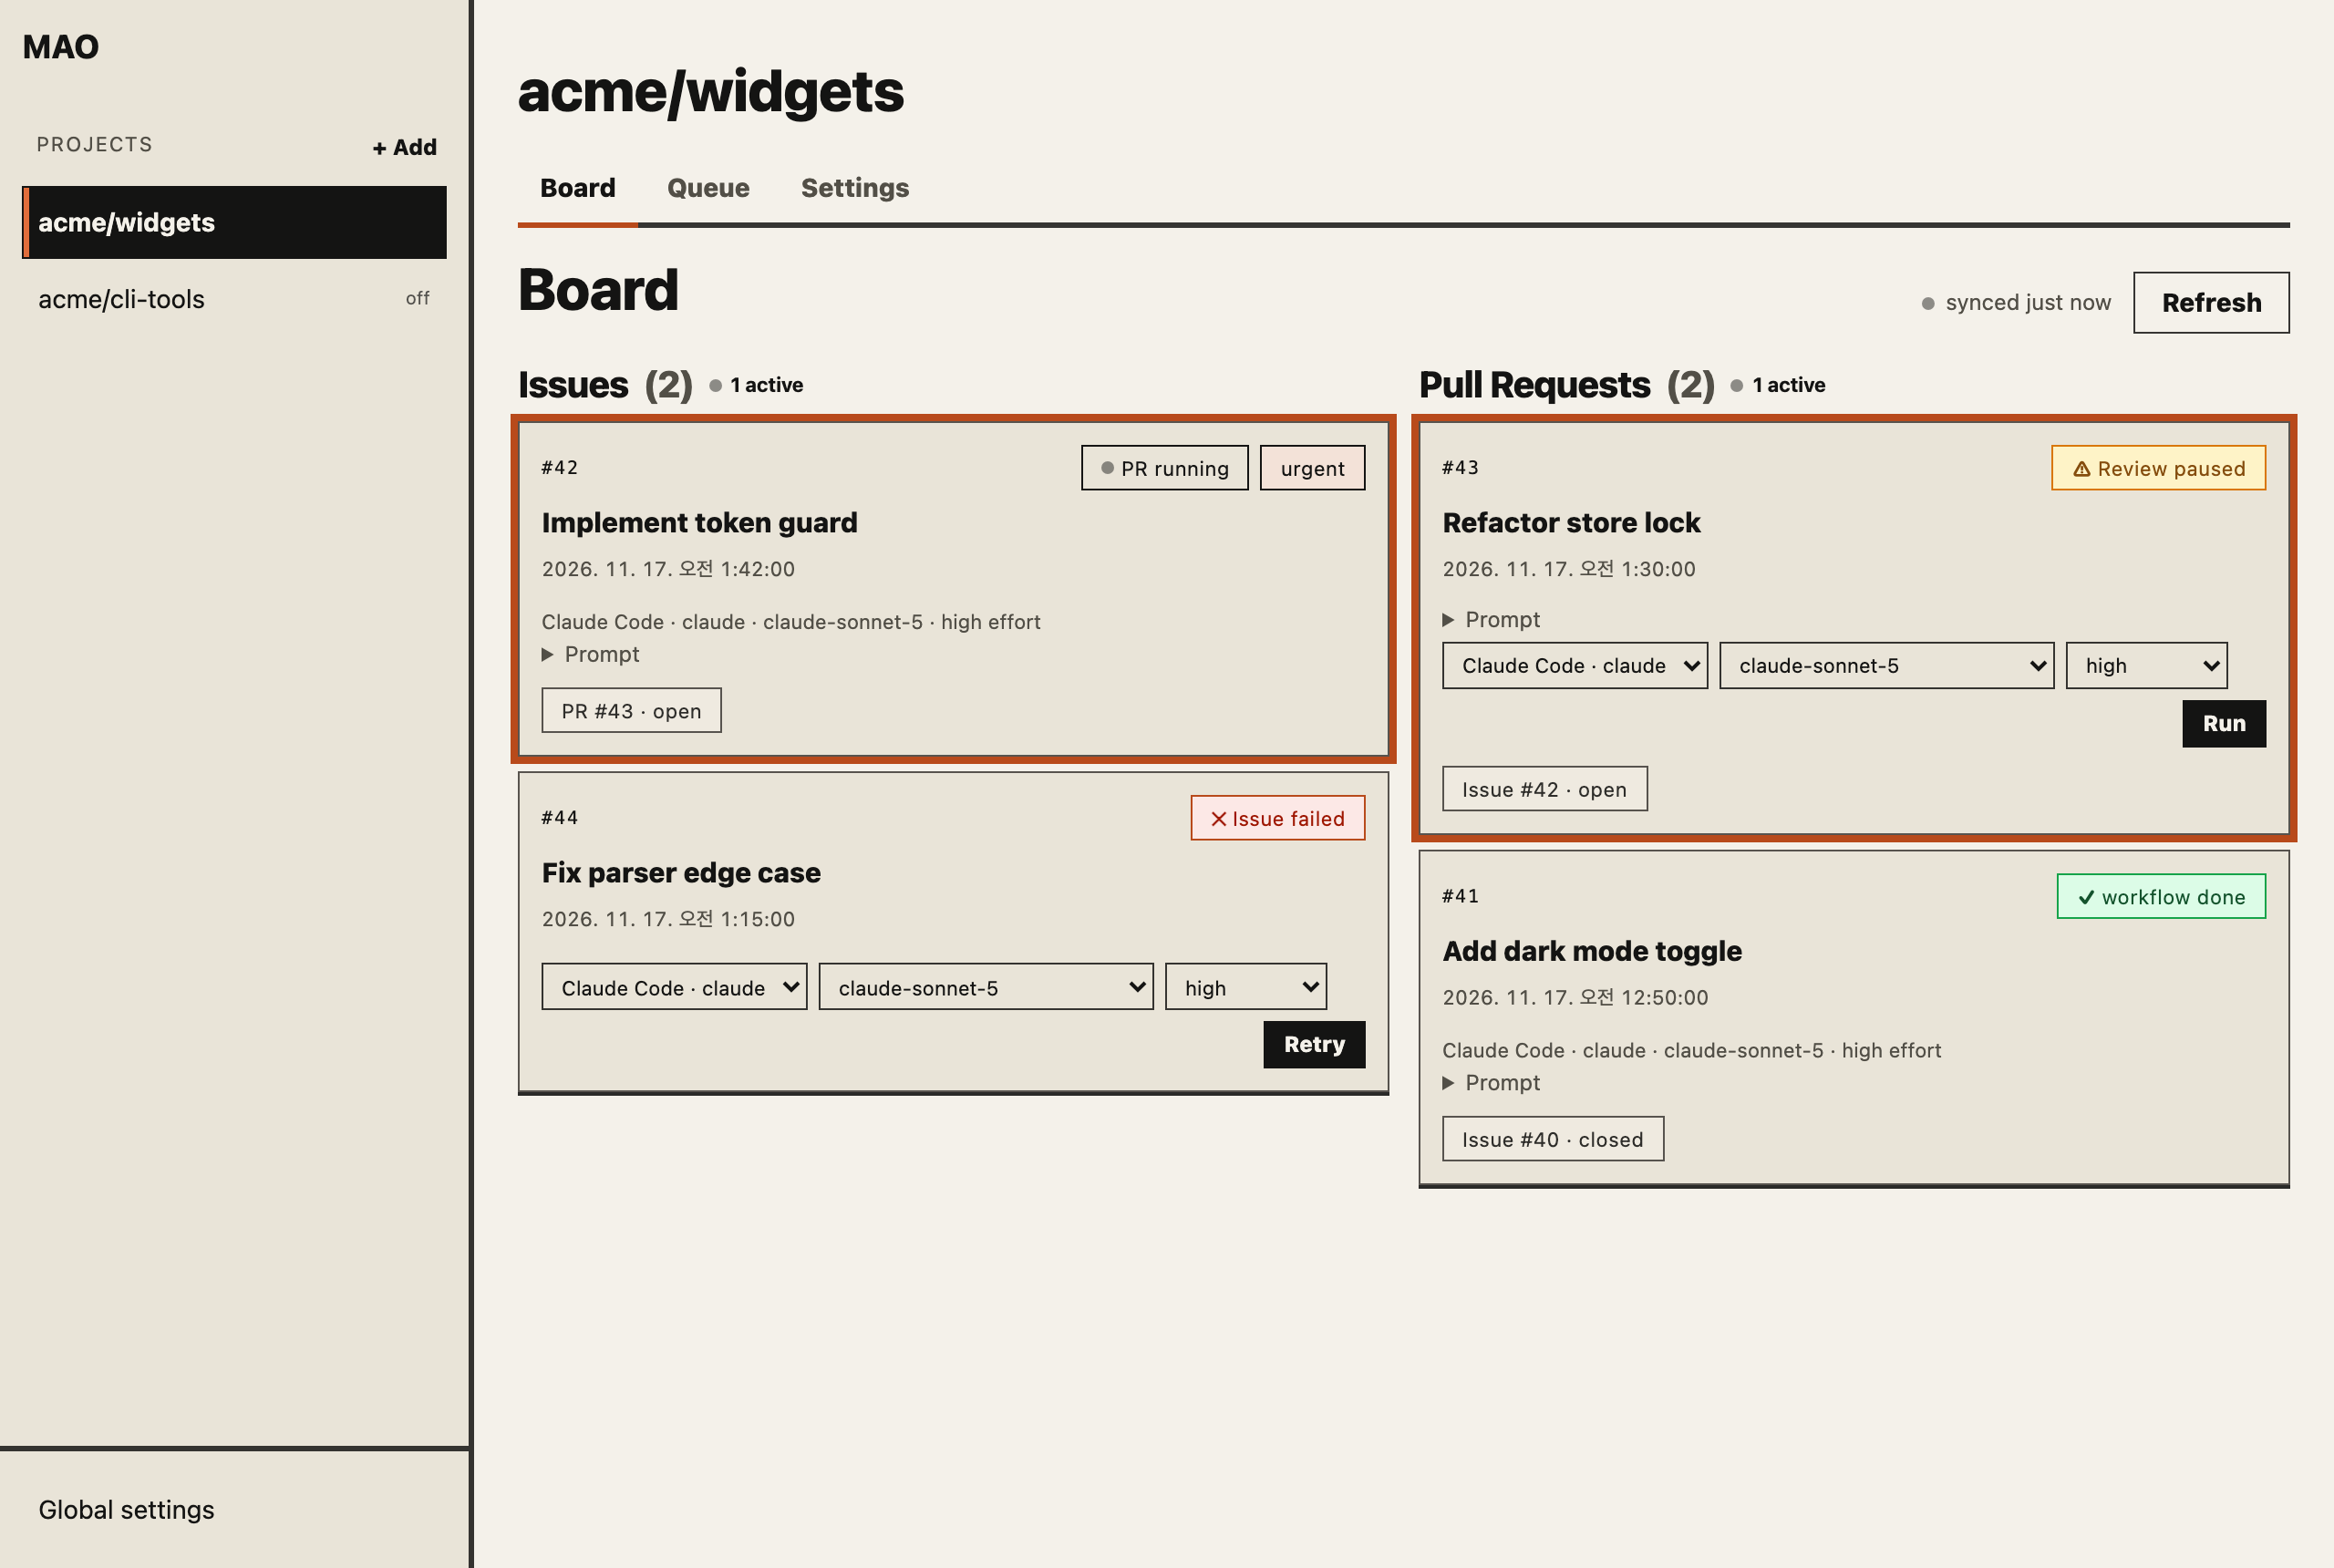 MAO
PROJECTS
+ Add
acme/widgets
acme/cli-tools
off
Global settings
acme/widgets
Board
Queue
Settings
Board
synced just now
Refresh
Issues (2)
1 active
#42
PR running
urgent
Implement token guard
2026. 11. 17. 오전 1:42:00
Claude Code · claude · claude-sonnet-5 · high effort
Prompt
PR #43 · open
#44
Issue failed
Fix parser edge case
2026. 11. 17. 오전 1:15:00
Claude Code · claude
claude-sonnet-5
high
Retry
Pull Requests (2)
1 active
#43
Review paused
Refactor store lock
2026. 11. 17. 오전 1:30:00
Prompt
Claude Code · claude
claude-sonnet-5
high
Run
Issue #42 · open
#41
workflow done
Add dark mode toggle
2026. 11. 17. 오전 12:50:00
Claude Code · claude · claude-sonnet-5 · high effort
Prompt
Issue #40 · closed